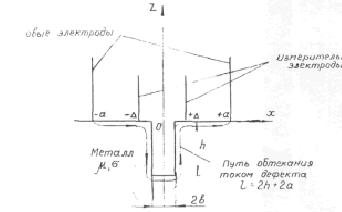 Z
овые электроды
Измерительн
электроды
-a -Δ 0 +Δ +a x
h
Металл
μ, σ
l
Путь обтекания
током дефекта
l = 2h + 2a
2b